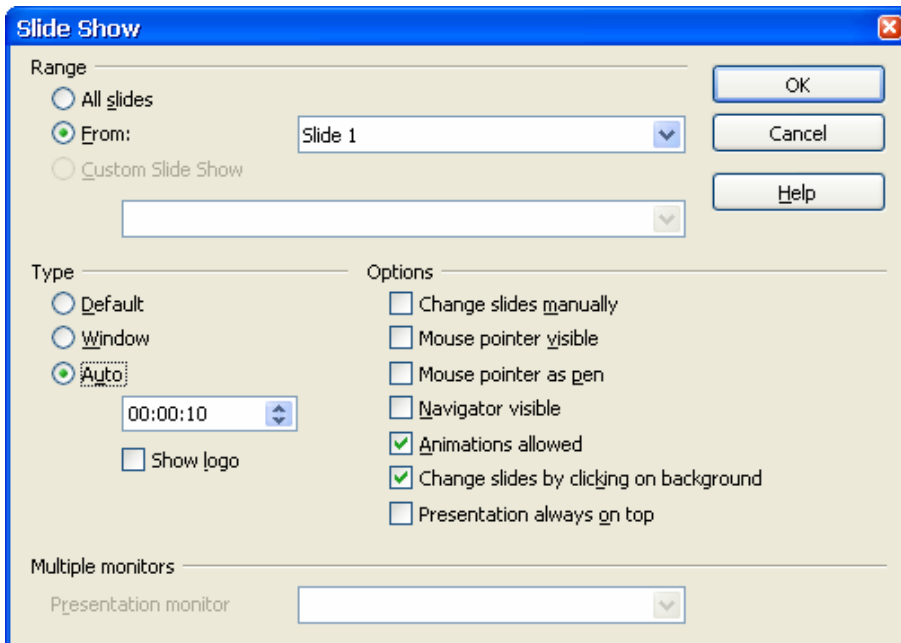 Slide Show
Range
All slides
From:
Slide 1
Custom Slide Show
OK
Cancel
Help
Type
Default
Window
Auto
00:00:10
Show logo
Options
Change slides manually
Mouse pointer visible
Mouse pointer as pen
Navigator visible
Animations allowed
Change slides by clicking on background
Presentation always on top
Multiple monitors
Presentation monitor